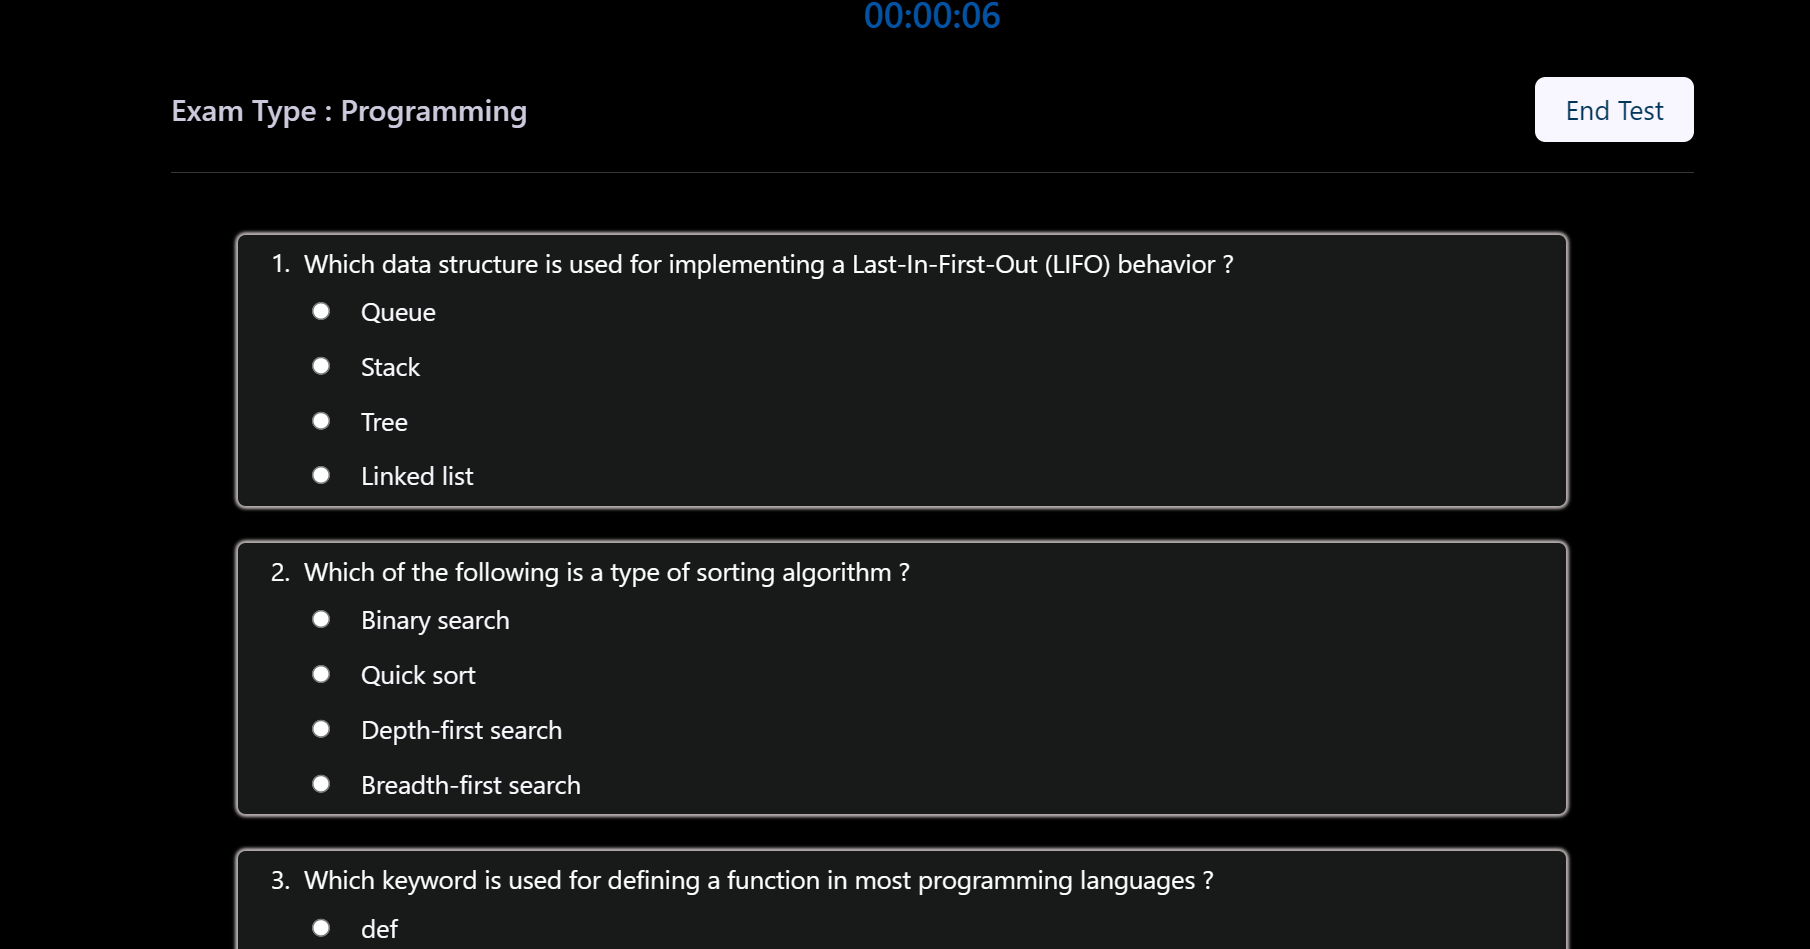 00:00:06
Exam Type : Programming
End Test
1. Which data structure is used for implementing a Last-In-First-Out (LIFO) behavior ?
Queue
Stack
Tree
Linked list
2. Which of the following is a type of sorting algorithm ?
Binary search
Quick sort
Depth-first search
Breadth-first search
3. Which keyword is used for defining a function in most programming languages ?
def